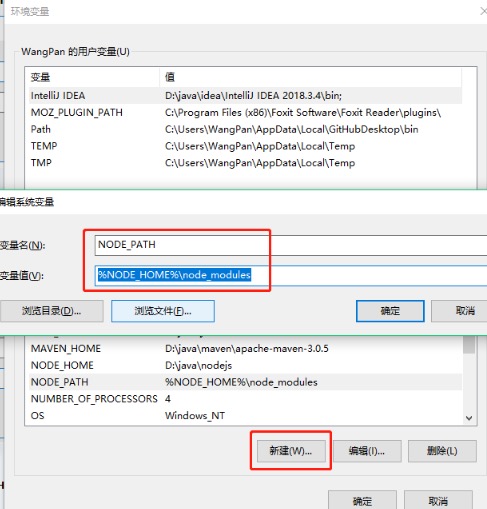 环境变量
WangPan 的用户变量(U)
变量 值
IntelliJ IDEA D:\java\idea\IntelliJ IDEA 2018.3.4\bin;
MOZ_PLUGIN_PATH C:\Program Files (x86)\Foxit Software\Foxit Reader\plugins\
Path C:\Users\WangPan\AppData\Local\GitHubDesktop\bin
TEMP C:\Users\WangPan\AppData\Local\Temp
TMP C:\Users\WangPan\AppData\Local\Temp
编辑系统变量
变量名(N): NODE_PATH
变量值(V): %NODE_HOME%\node_modules
浏览目录(D)... 浏览文件(F)... 确定 取消
MAVEN_HOME D:\java\maven\apache-maven-3.0.5
NODE_HOME D:\java\nodejs
NODE_PATH %NODE_HOME%\node_modules
NUMBER_OF_PROCESSORS 4
OS Windows_NT
新建(W)... 编辑(I)... 删除(L)
确定 取消